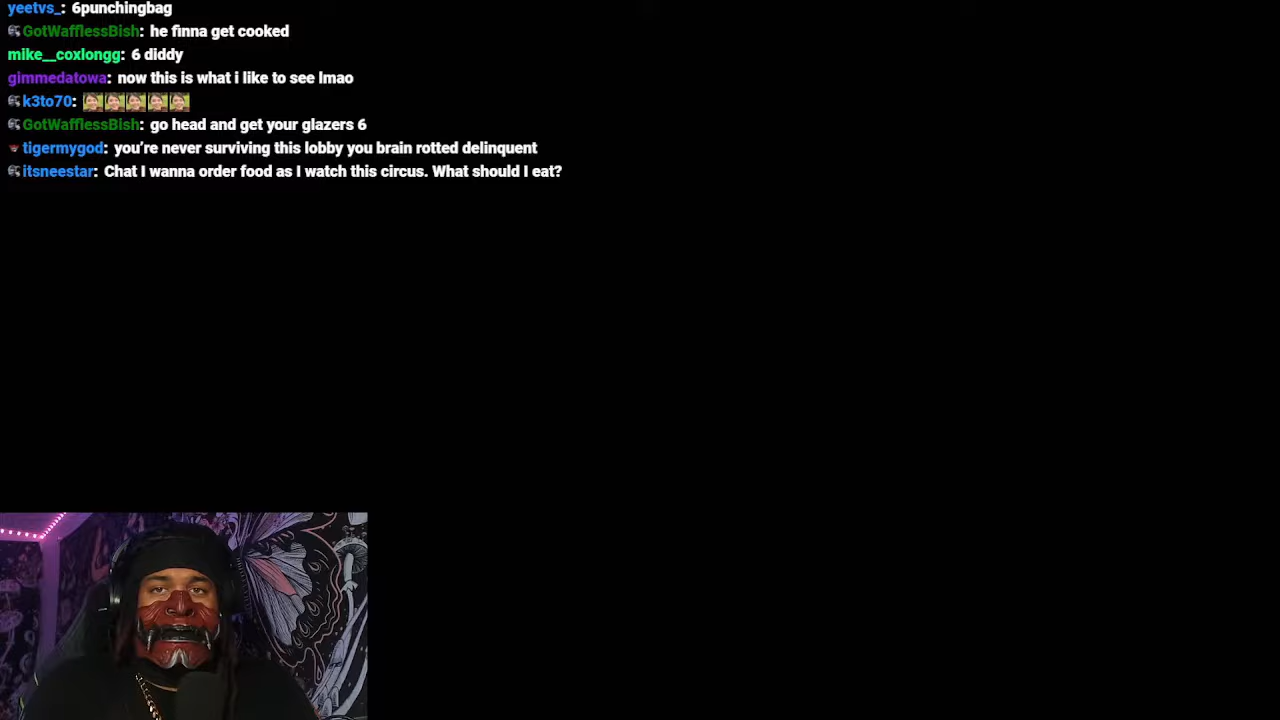 yeetvs_: 6punchingbag
GotWafflessBish: he finna get cooked
mike__coxlongg: 6 diddy
gimmedatowa: now this is what i like to see lmao
k3to70:
GotWafflessBish: go head and get your glazers 6
tigermygod: you're never surviving this lobby you brain rotted delinquent
itsneestar: Chat I wanna order food as I watch this circus. What should I eat?